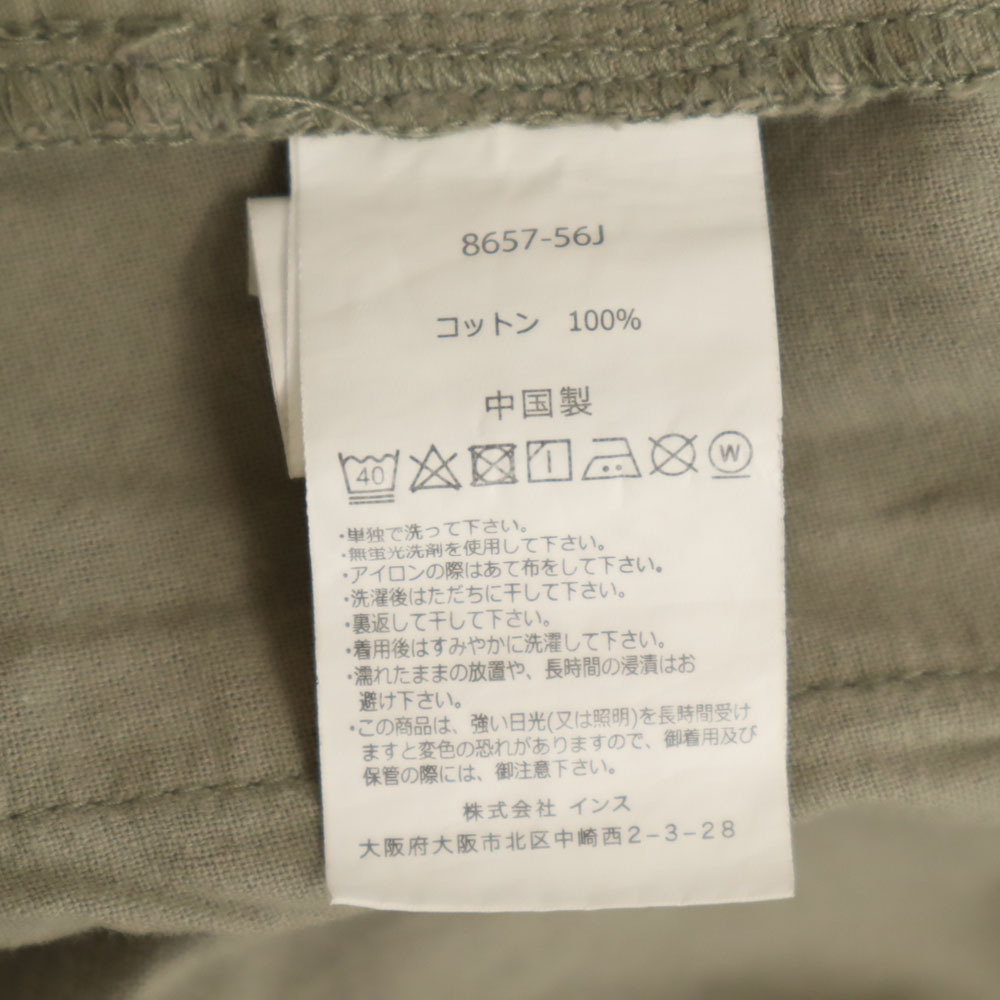 8657-56J
コットン 100%
中国製
40 W
・単独で洗って下さい。
・無蛍光洗剤を使用して下さい。
・アイロンの際はあて布をして下さい。
・洗濯後はただちに干して下さい。
・裏返して干して下さい。
・着用後はすみやかに洗濯して下さい。
・濡れたままの放置や、長時間の浸漬はお
避け下さい。
・この商品は、強い日光(又は照明)を長時間受け
ますと変色の恐れがありますので、御着用及び
保管の際には、御注意下さい。
株式会社 インス
大阪府大阪市北区中崎西2-3-28